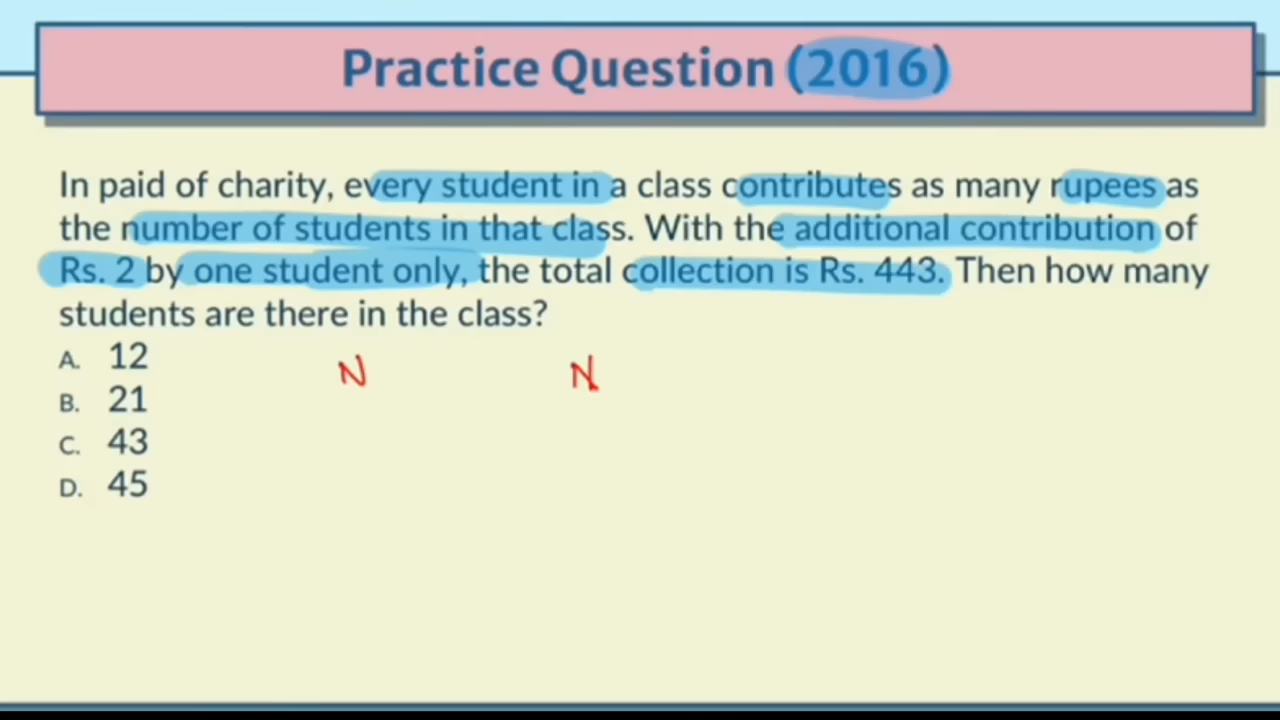 Practice Question (2016)
In paid of charity, every student in a class contributes as many rupees as
the number of students in that class. With the additional contribution of
Rs. 2 by one student only, the total collection is Rs. 443. Then how many
students are there in the class?
A. 12
B. 21
C. 43
D. 45
N N